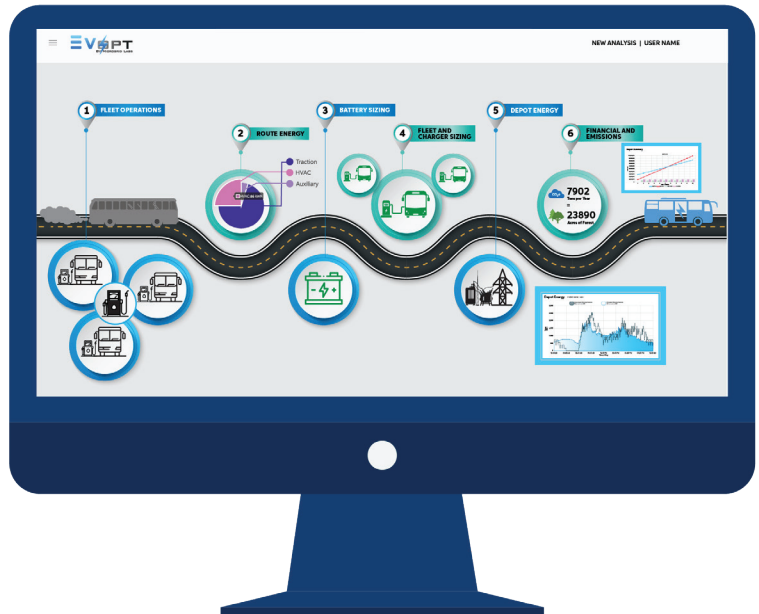 EVOPT
NEW ANALYSIS | USER NAME
1 FLEET OPERATIONS
2 ROUTE ENERGY
Traction
HVAC
Auxillary
3 BATTERY SIZING
4 FLEET AND
CHARGER SIZING
5 DEPOT ENERGY
6 FINANCIAL AND
EMISSIONS
7902
Tons per Year
=
23890
Acres of Forest
Depot Energy